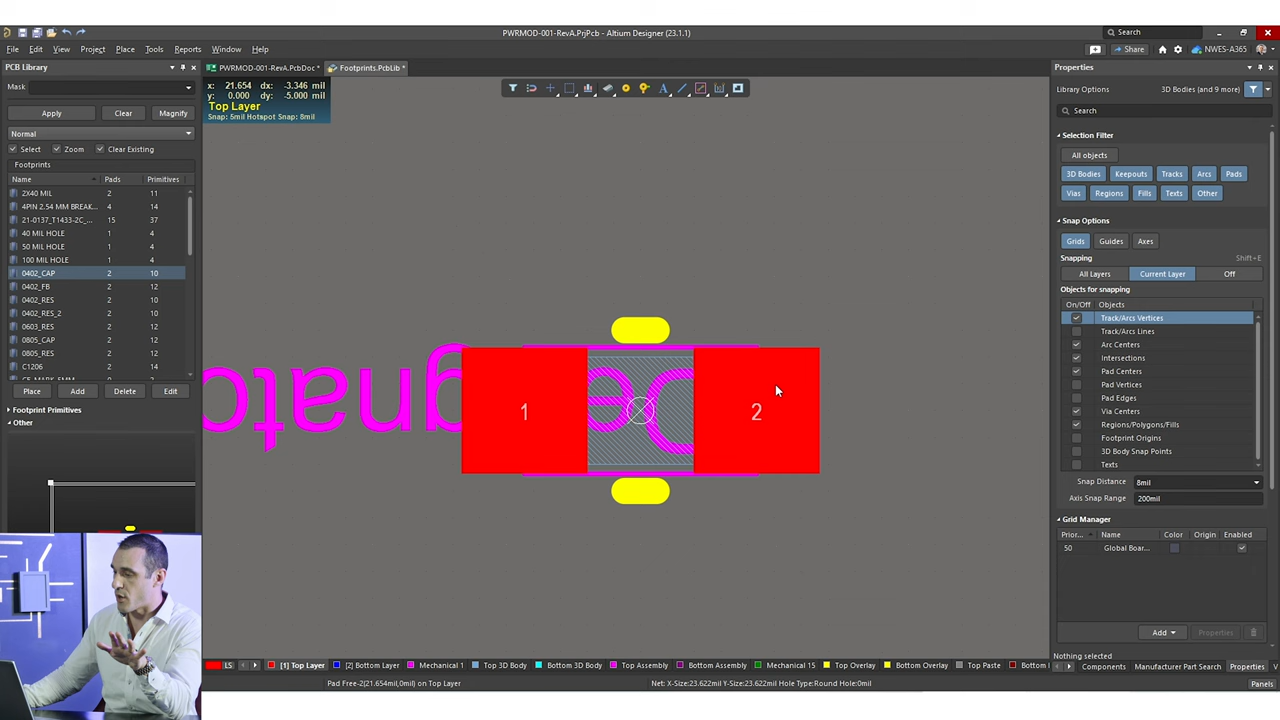 PWRMOD-001-RevA.PrjPcb - Altium Designer (23.1.1)
Search
File Edit View Project Place Tools Reports Window Help
Share
NWES-A365
PCB Library
PWRMOD-001-RevA.PcbDoc *
Footprints.PcbLib *
Properties
Mask
x: 21.654 dx: -3.346 mil
y: 0.000 dy: -5.000 mil
Top Layer
Snap: 5mil Hotspot Snap: 8mil
Library Options
3D Bodies (and 9 more)
Apply Clear Magnify
Search
Normal
Select Zoom Clear Existing
Selection Filter
All objects
Footprints
Name Pads Primitives
3D Bodies Keepouts Tracks Arcs Pads
Vias Regions Fills Texts Other
2X40 MIL 2 11
4PIN 2.54 MM BREAK... 4 14
21-0137_T1433-2C_... 15 37
40 MIL HOLE 1 4
50 MIL HOLE 1 4
100 MIL HOLE 1 4
0402_CAP 2 10
0402_FB 2 12
0402_RES 2 10
0402_RES_2 2 10
0603_RES 2 12
0805_CAP 2 12
0805_RES 2 12
C1206 2 14
Snap Options
Grids Guides Axes
Snapping Shift+E
All Layers Current Layer Off
Objects for snapping
On/Off Objects
Track/Arcs Vertices
Track/Arcs Lines
Arc Centers
Intersections
Pad Centers
Pad Vertices
Pad Edges
Via Centers
Regions/Polygons/Fills
Footprint Origins
3D Body Snap Points
Texts
Place Add Delete Edit
Footprint Primitives
Other
1
2
Snap Distance 8mil
Axis Snap Range 200mil
Grid Manager
Prior... Name Color Origin Enabled
50 Global Boar...
Add Properties
Nothing selected
LS [1] Top Layer [2] Bottom Layer Mechanical 1 Top 3D Body Bottom 3D Body Top Assembly Bottom Assembly Mechanical 15 Top Overlay Bottom Overlay Top Paste
Components Manufacturer Part Search Properties
Pad Free-2(21.654mil,0mil) on Top Layer
Net: X-Size:23.622mil Y-Size:23.622mil Hole Type:Round Hole:0mil
Panels